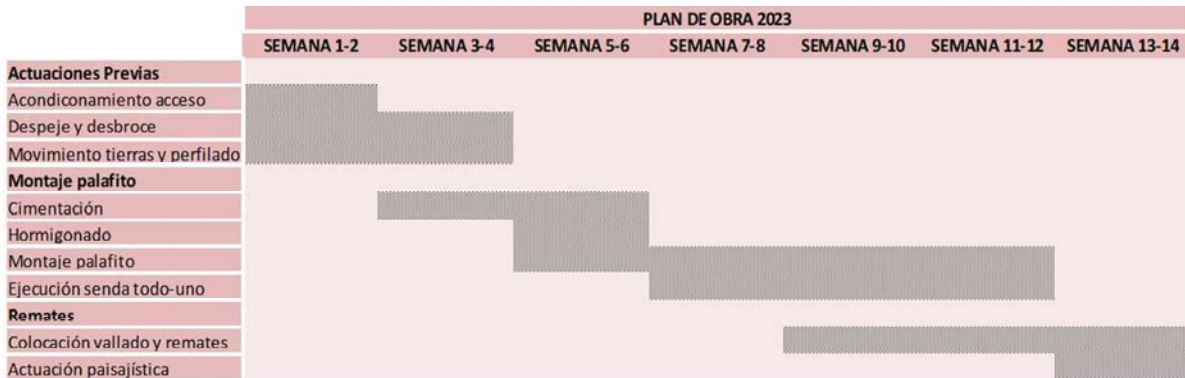 PLAN DE OBRA 2023
SEMANA 1-2 SEMANA 3-4 SEMANA 5-6 SEMANA 7-8 SEMANA 9-10 SEMANA 11-12 SEMANA 13-14
Actuaciones Previas
Acondiconamiento acceso
Despeje y desbroce
Movimiento tierras y perfilado
Montaje palafito
Cimentación
Hormigonado
Montaje palafito
Ejecución senda todo-uno
Remates
Colocación vallado y remates
Actuación paisajística